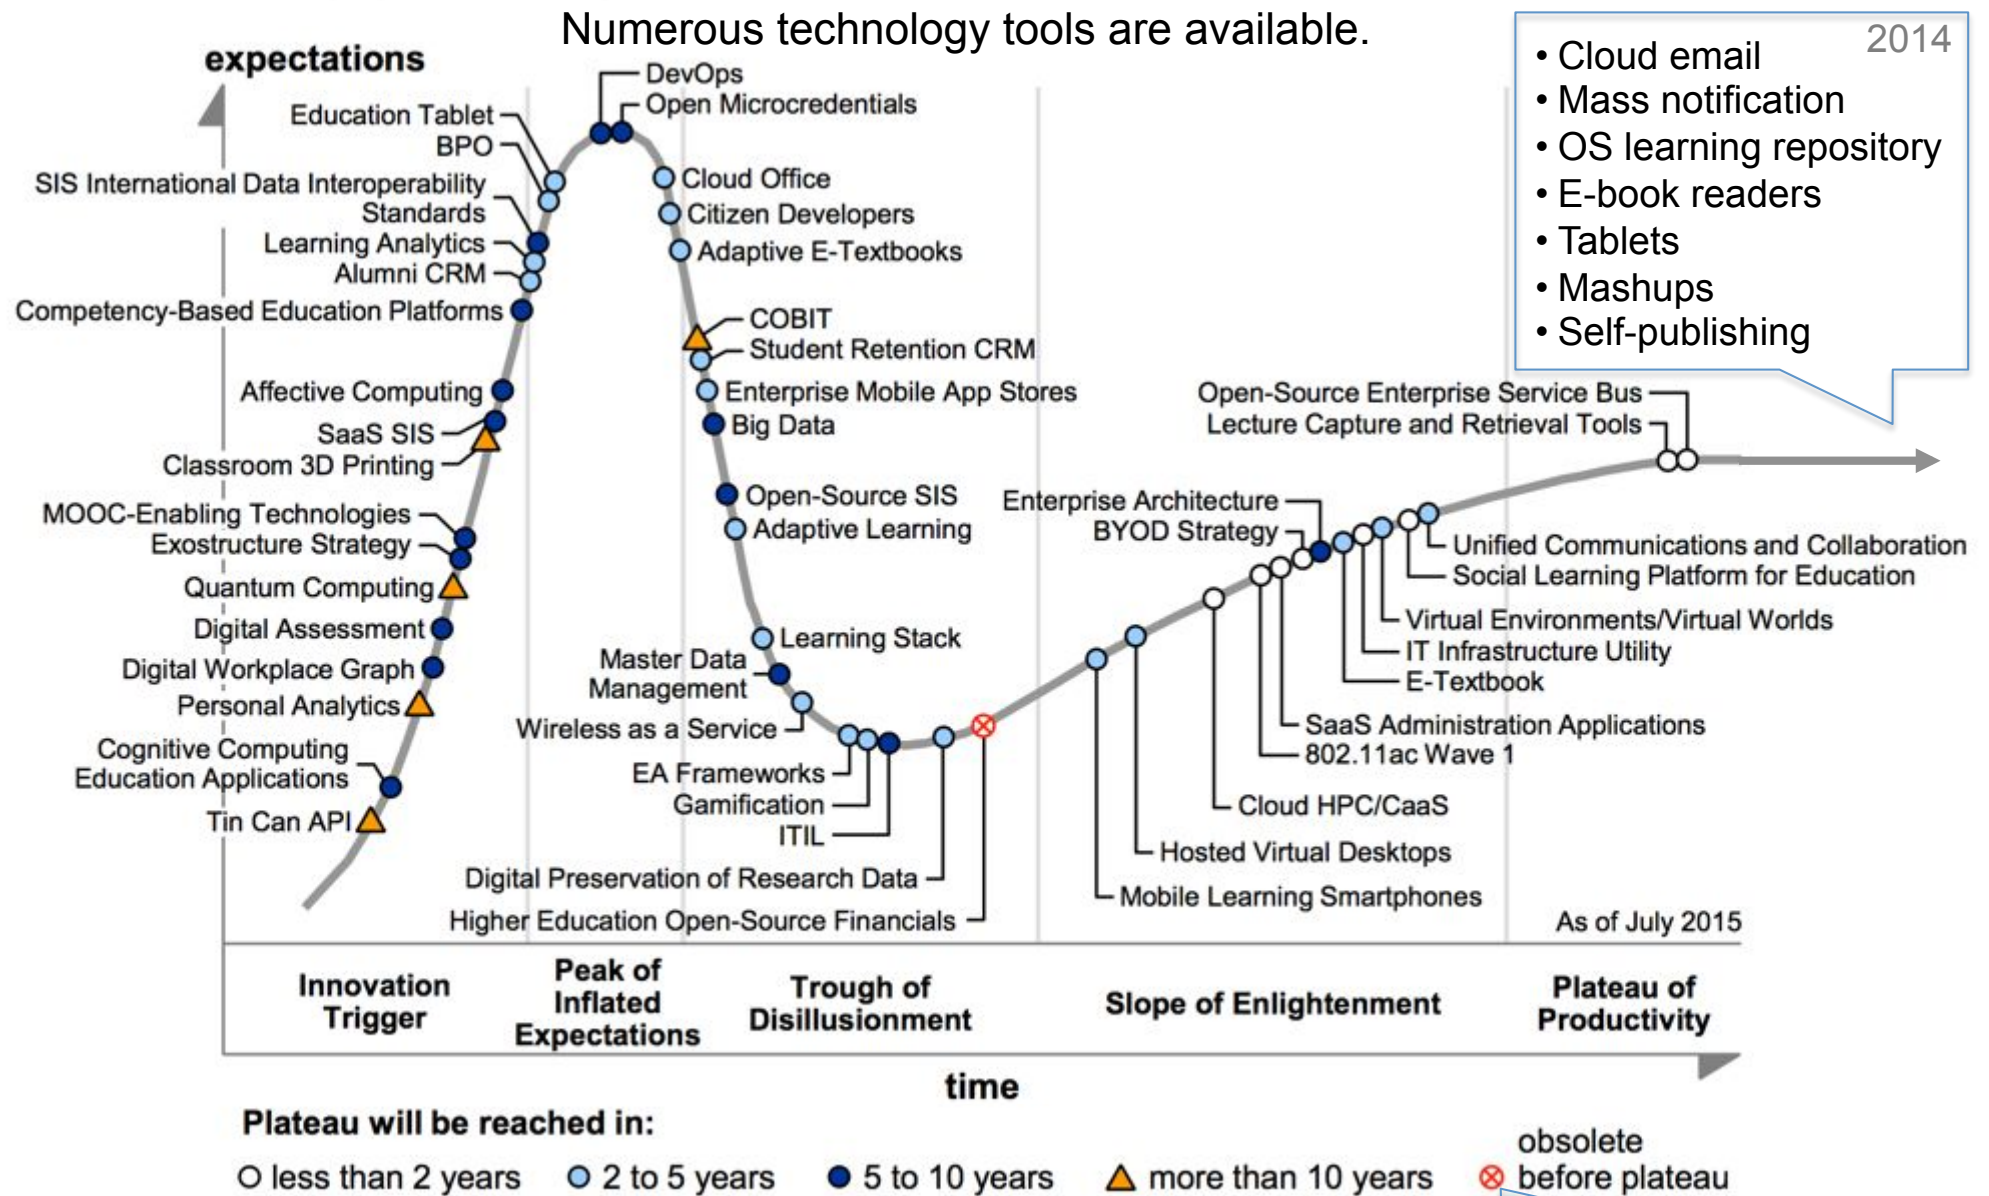 Numerous technology tools are available.
expectations
2014
• Cloud email
• Mass notification
• OS learning repository
• E-book readers
• Tablets
• Mashups
• Self-publishing
DevOps
Open Microcredentials
Education Tablet
BPO
SIS International Data Interoperability
Standards
Learning Analytics
Alumni CRM
Competency-Based Education Platforms
Affective Computing
SaaS SIS
Classroom 3D Printing
MOOC-Enabling Technologies
Exostructure Strategy
Quantum Computing
Digital Assessment
Digital Workplace Graph
Personal Analytics
Cognitive Computing
Education Applications
Tin Can API
Cloud Office
Citizen Developers
Adaptive E-Textbooks
COBIT
Student Retention CRM
Enterprise Mobile App Stores
Big Data
Open-Source SIS
Adaptive Learning
Learning Stack
Master Data
Management
Wireless as a Service
EA Frameworks
Gamification
ITIL
Digital Preservation of Research Data
Higher Education Open-Source Financials
Open-Source Enterprise Service Bus
Lecture Capture and Retrieval Tools
Enterprise Architecture
BYOD Strategy
Unified Communications and Collaboration
Social Learning Platform for Education
Virtual Environments/Virtual Worlds
IT Infrastructure Utility
E-Textbook
SaaS Administration Applications
802.11ac Wave 1
Cloud HPC/CaaS
Hosted Virtual Desktops
Mobile Learning Smartphones
As of July 2015
Innovation
Trigger
Peak of
Inflated
Expectations
Trough of
Disillusionment
Slope of Enlightenment
Plateau of
Productivity
time
Plateau will be reached in:
less than 2 years
2 to 5 years
5 to 10 years
more than 10 years
obsolete
before plateau